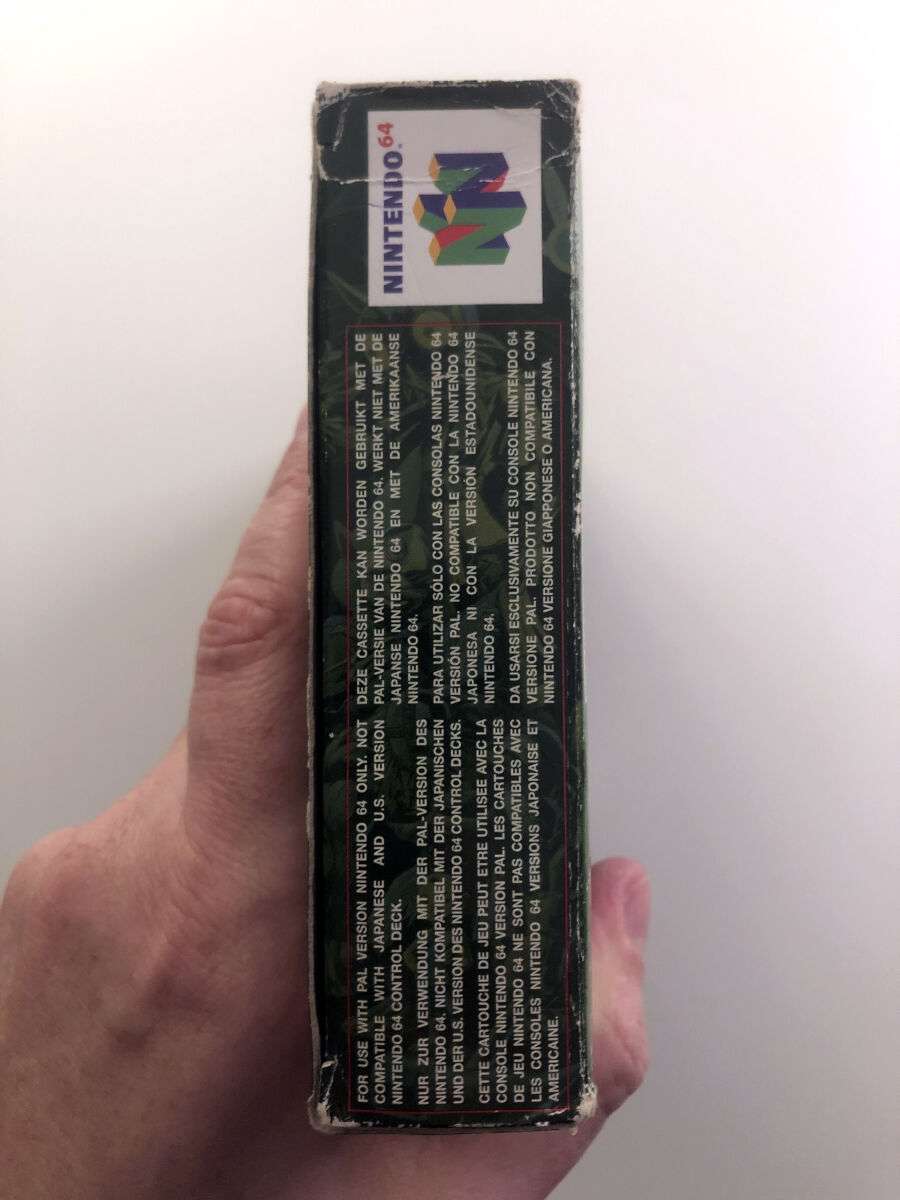 FOR USE WITH PAL VERSION NINTENDO 64 ONLY. NOT
COMPATIBLE WITH JAPANESE AND U.S. VERSION
NINTENDO 64 CONTROL DECK.
NUR ZUR VERWENDUNG MIT DER PAL-VERSION DES
NINTENDO 64. NICHT KOMPATIBEL MIT DER JAPANISCHEN
UND DER U.S. VERSION DES NINTENDO 64 CONTROL DECKS.
CETTE CARTOUCHE DE JEU PEUT ETRE UTILISEE AVEC LA
CONSOLE NINTENDO 64 VERSION PAL. LES CARTOUCHES
DE JEU NINTENDO 64 NE SONT PAS COMPATIBLES AVEC
LES CONSOLES NINTENDO 64 VERSIONS JAPONAISE ET
AMERICAINE.
DEZE CASSETTE KAN WORDEN GEBRUIKT MET DE
PAL-VERSIE VAN DE NINTENDO 64. WERKT NIET MET DE
JAPANSE NINTENDO 64 EN MET DE AMERIKAANSE
NINTENDO 64.
PARA UTILIZAR SÓLO CON LAS CONSOLAS NINTENDO 64
VERSIÓN PAL. NO COMPATIBLE CON LA NINTENDO 64
JAPONESA NI CON LA VERSIÓN ESTADOUNIDENSE
NINTENDO 64.
DA USARSI ESCLUSIVAMENTE SU CONSOLE NINTENDO 64
VERSIONE PAL. PRODOTTO NON COMPATIBILE CON
NINTENDO 64 VERSIONE GIAPPONESE O AMERICANA.
NINTENDO 64